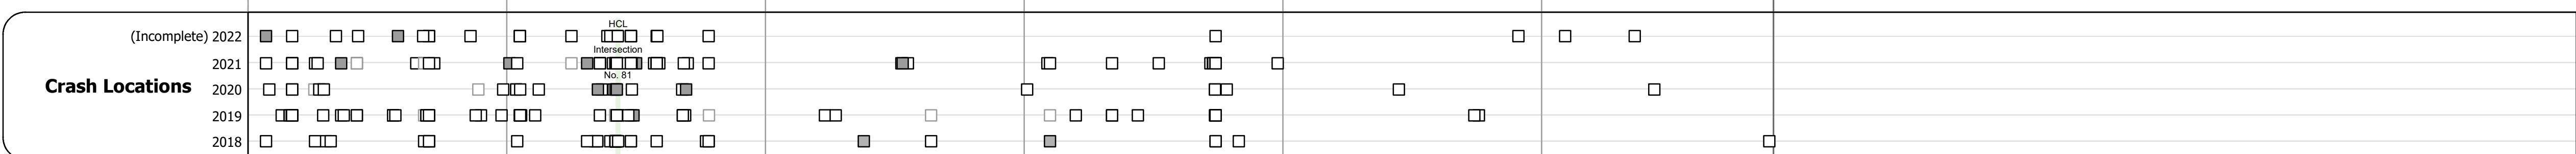 HCL
(Incomplete) 2022
Intersection
2021
No. 81
Crash Locations
2020
2019
2018